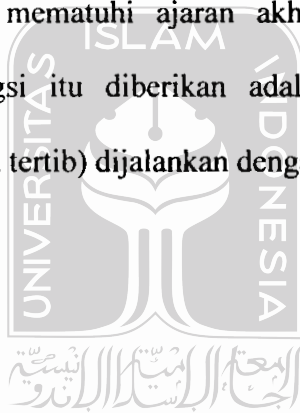 mematuhi ajaran akh
ISLAM
gsi itu diberikan adal
tertib) dijalankan deng
UNIVERSITAS
INDONESIA